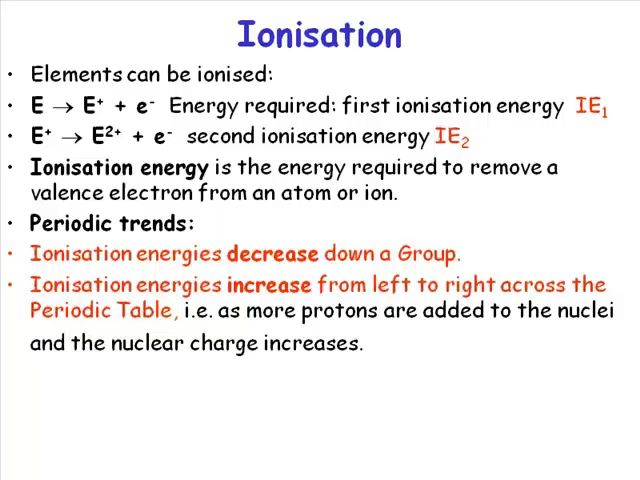 Ionisation
• Elements can be ionised:
• E → E⁺ + e⁻ Energy required: first ionisation energy IE₁
• E⁺ → E²⁺ + e⁻ second ionisation energy IE₂
• Ionisation energy is the energy required to remove a
valence electron from an atom or ion.
• Periodic trends:
• Ionisation energies decrease down a Group.
• Ionisation energies increase from left to right across the
Periodic Table, i.e. as more protons are added to the nuclei
and the nuclear charge increases.